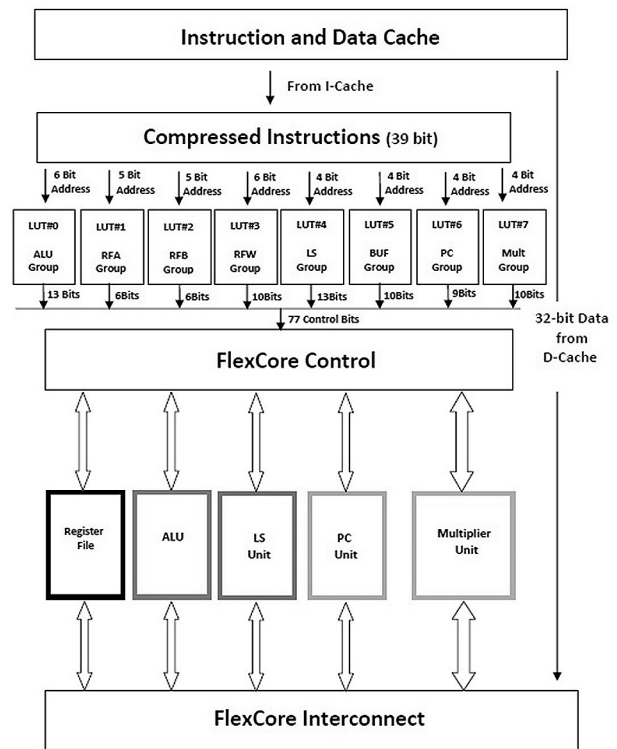 Instruction and Data Cache
From I-Cache
Compressed Instructions (39 bit)
6 Bit Address
5 Bit Address
5 Bit Address
6 Bit Address
4 Bit Address
4 Bit Address
4 Bit Address
4 Bit Address
LUT#0 ALU Group
LUT#1 RFA Group
LUT#2 RFB Group
LUT#3 RFW Group
LUT#4 LS Group
LUT#5 BUF Group
LUT#6 PC Group
LUT#7 Mult Group
13 Bits
6Bits
6Bits
10Bits
13Bits
10Bits
9Bits
10Bits
77 Control Bits
32-bit Data
from
D-Cache
FlexCore Control
Register
File
ALU
LS
Unit
PC
Unit
Multiplier
Unit
FlexCore Interconnect